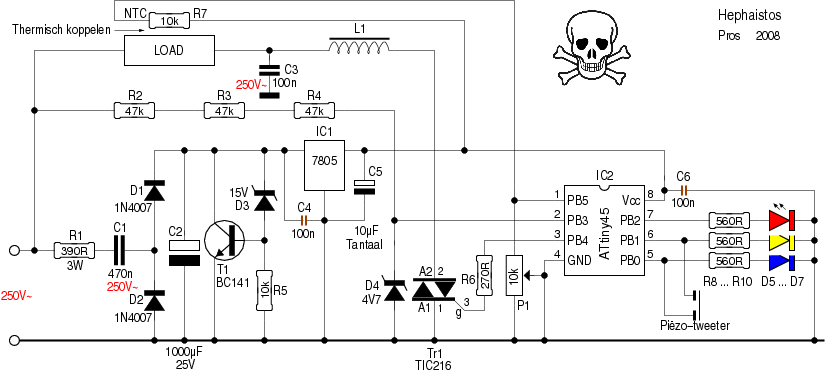 NTC 10k R7
Hephaistos
Pros 2008
Thermisch koppelen
LOAD
L1
C3
100n
250V~
R2
47k
R3
47k
R4
47k
IC1
7805
C5
10µF
Tantaal
C4
100n
15V
D3
D1
1N4007
R1
390R
3W
C1
470n
250V~
250V~
D2
1N4007
C2
1000µF
25V
T1
BC141
10k
R5
D4
4V7
A2
2
A1
1
g
3
Tr1
TIC216
R6
270R
10k
P1
IC2
ATtiny45
1 PB5
2 PB3
3 PB4
4 GND
Vcc 8
PB2 7
PB1 6
PB0 5
C6
100n
560R
560R
560R
R8 ... R10
D5 ... D7
Piëzo-tweeter